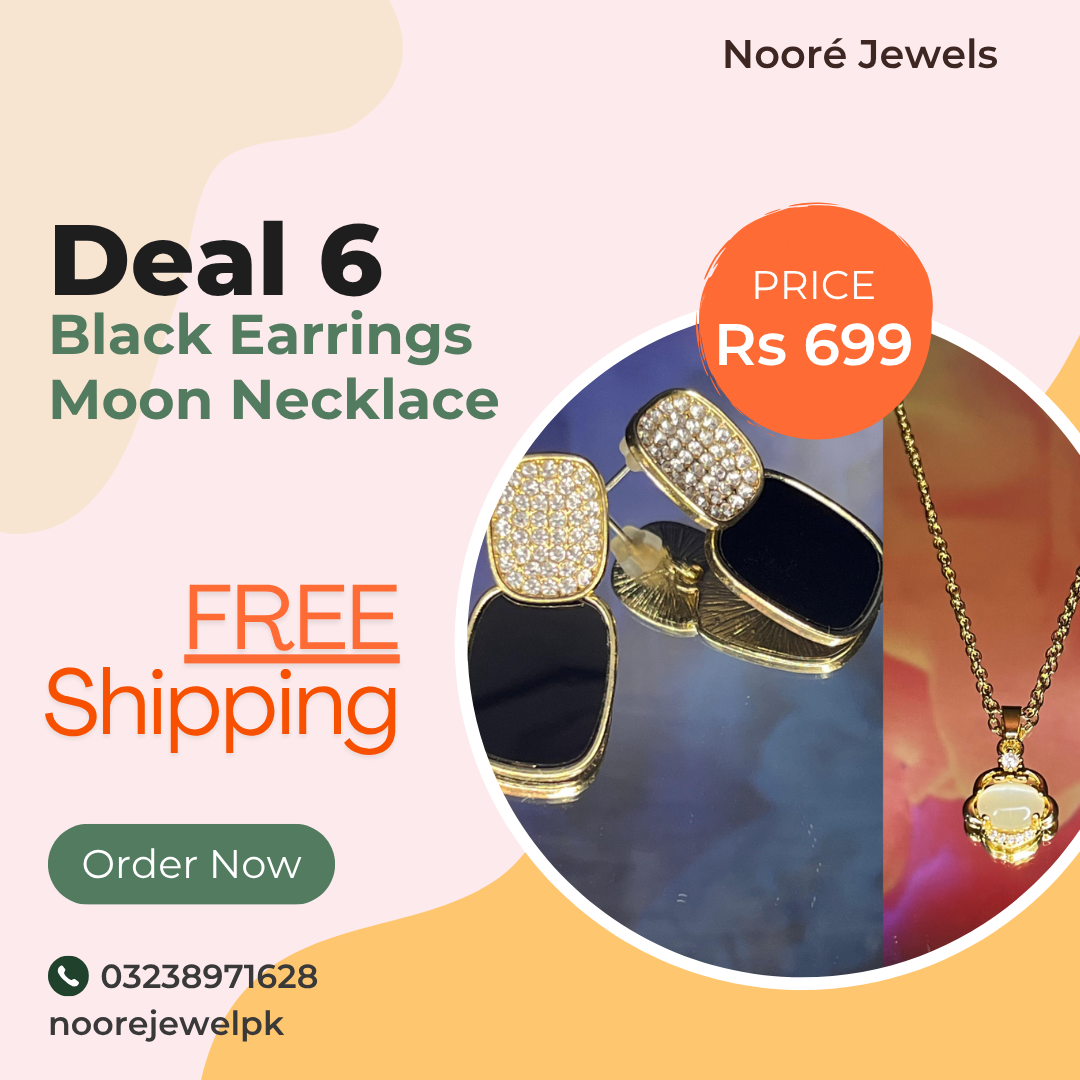 Nooré Jewels
Deal 6
Black Earrings
Moon Necklace
PRICE
Rs 699
FREE
Shipping
Order Now
03238971628
noorejewelpk